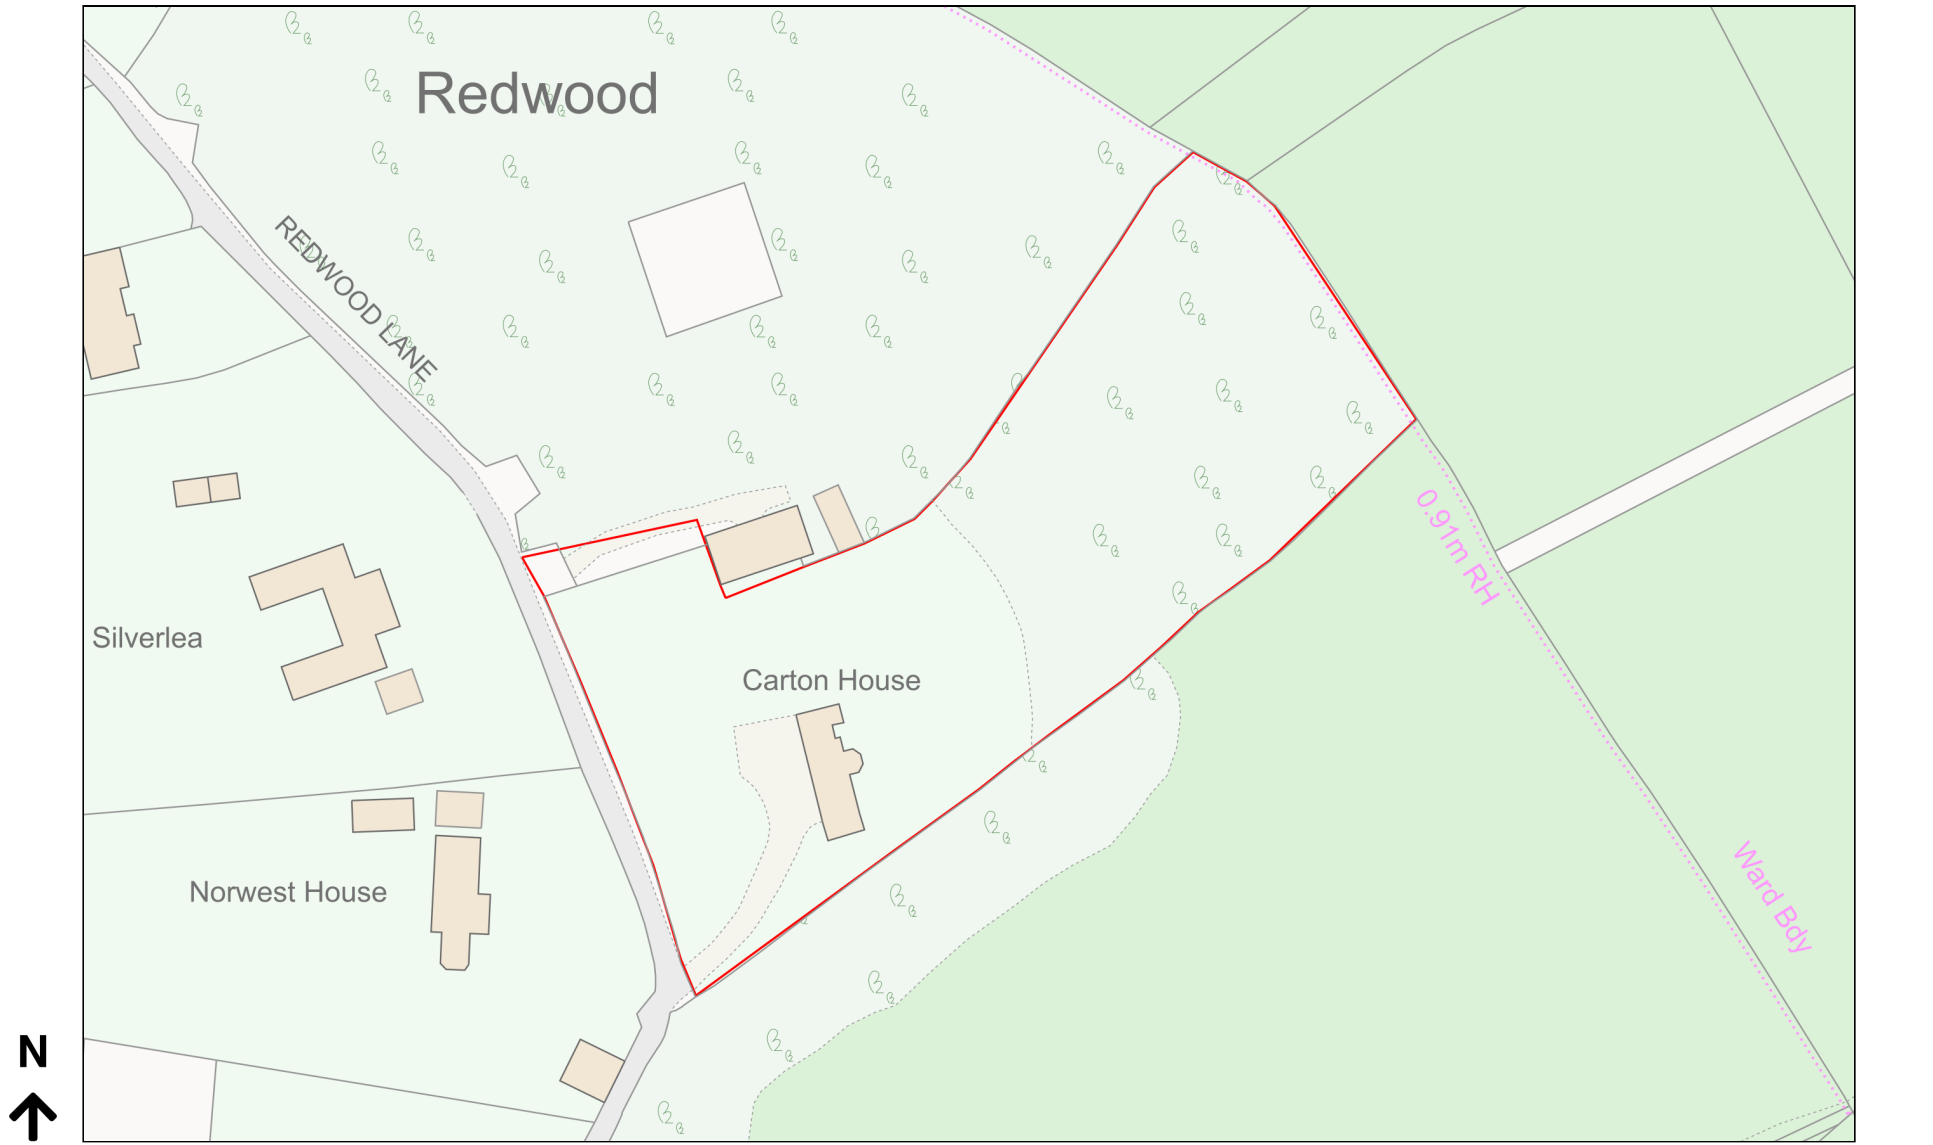 Redwood
REDWOOD LANE
Silverlea
Carton House
Norwest House
0.91m RH
Ward Bdy
N